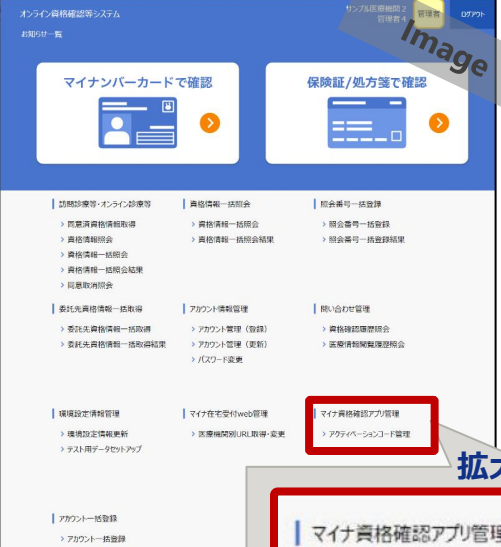 オンライン資格確認等システム
サンプル医療機関2
管理者4
管理者
ログアウト
お知らせ一覧
Image
マイナンバーカードで確認
保険証/処方箋で確認
訪問診療等・オンライン診療等
資格情報一括照会
照会番号一括登録
> 同意済資格情報取得
> 資格情報一括照会
> 照会番号一括登録
> 資格情報照会
> 資格情報一括照会結果
> 照会番号一括登録結果
> 資格情報一括照会
> 資格情報一括照会結果
> 同意取消照会
委託先資格情報一括取得
アカウント情報管理
問い合わせ管理
> 委託先資格情報一括取得
> アカウント管理（登録）
> 資格確認履歴照会
> 委託先資格情報一括取得結果
> アカウント管理（更新）
> 医療情報閲覧履歴照会
> パスワード変更
環境設定情報管理
マイナ在宅受付web管理
マイナ資格確認アプリ管理
> 環境設定情報更新
> 医療機関別URL取得・変更
> アクティベーションコード管理
> テスト用データセットアップ
拡大
アカウント一括登録
> アカウント一括登録
マイナ資格確認アプリ管理